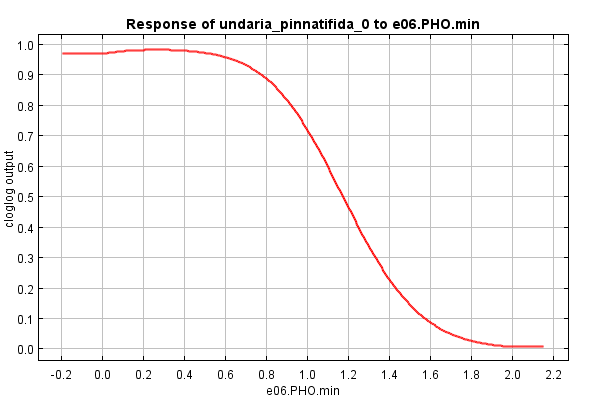 Response of undaria_pinnatifida_0 to e06.PHO.min
cloglog output
1.0
0.9
0.8
0.7
0.6
0.5
0.4
0.3
0.2
0.1
0.0
-0.2 0.0 0.2 0.4 0.6 0.8 1.0 1.2 1.4 1.6 1.8 2.0 2.2
e06.PHO.min